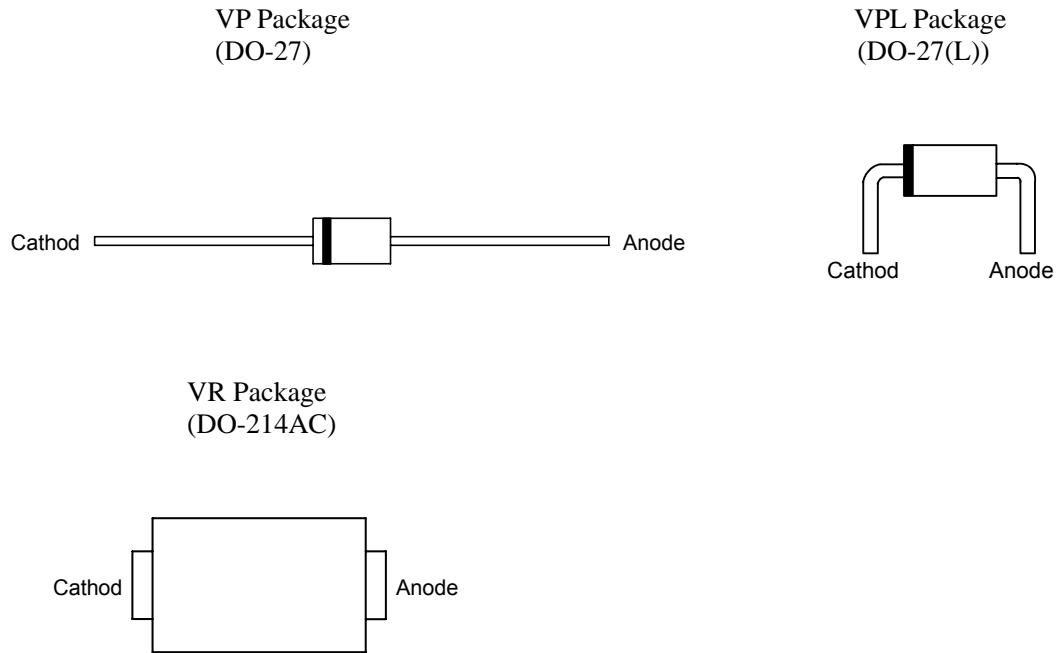 VP Package
(DO-27)
VPL Package
(DO-27(L))
Cathod
Anode
Cathod
Anode
VR Package
(DO-214AC)
Cathod
Anode